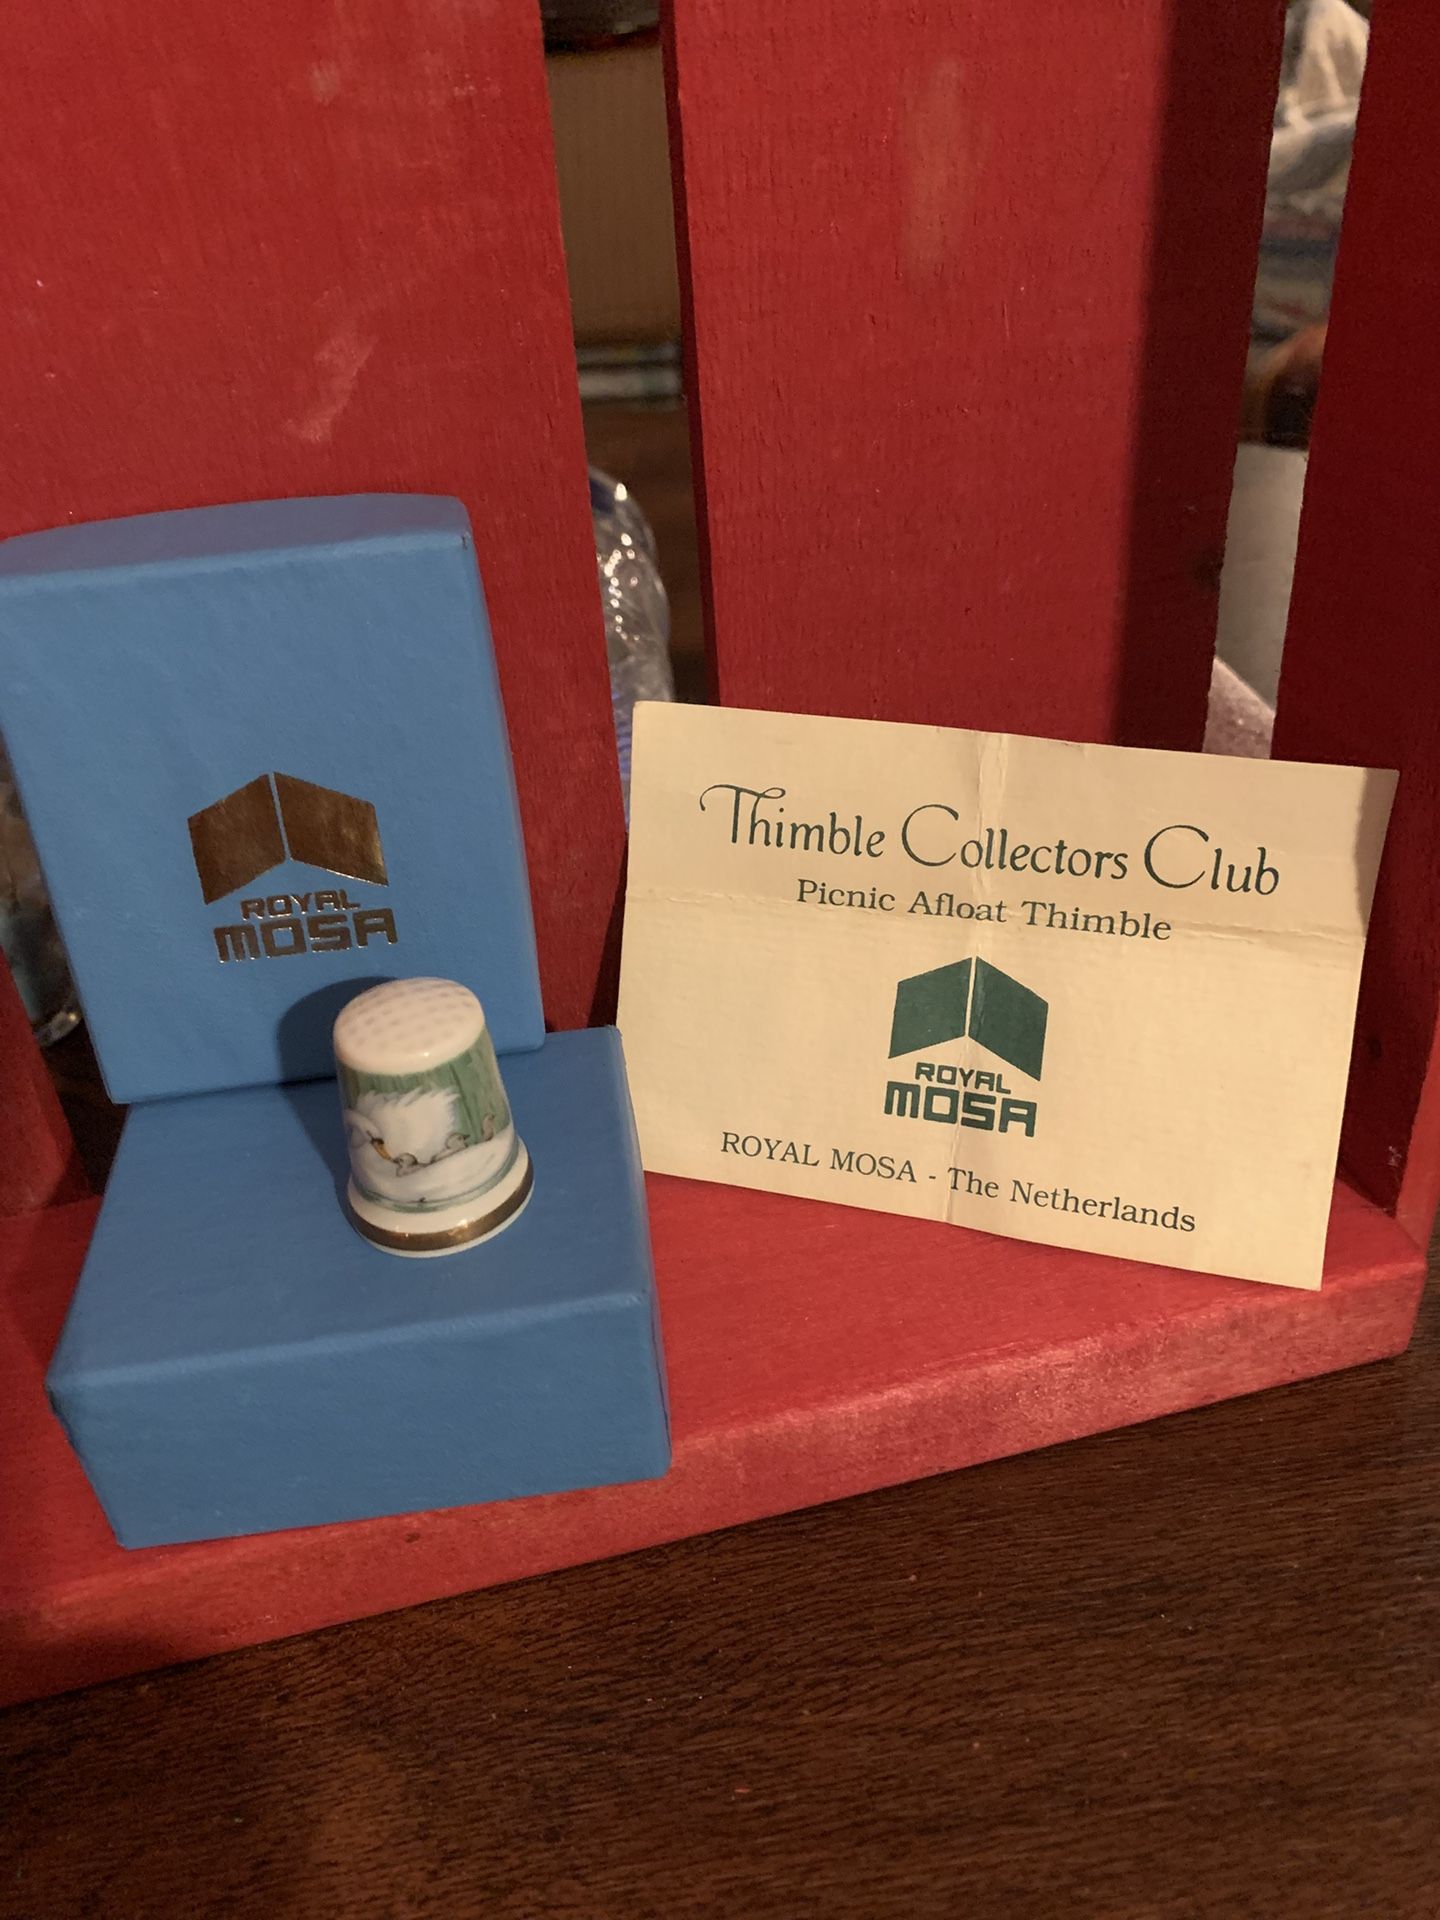 ROYAL
MOSA
Thimble Collectors Club
Picnic Afloat Thimble
ROYAL
MOSA
ROYAL MOSA - The Netherlands